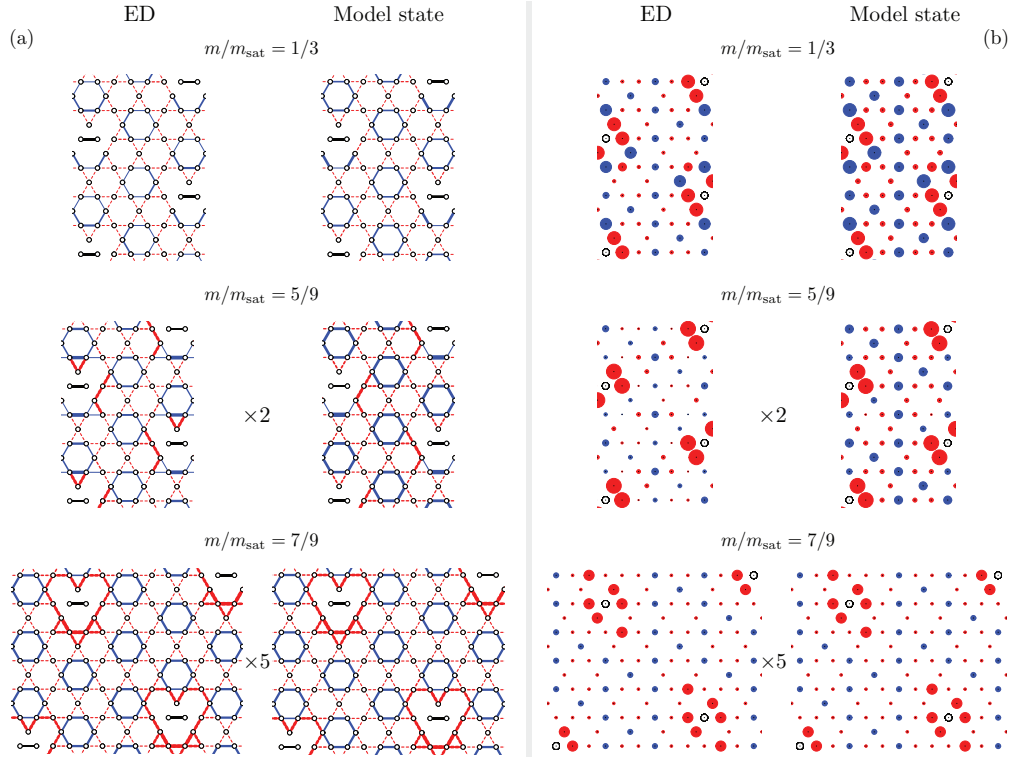 ED Model state ED Model state
(a) (b)
m/m_sat = 1/3 m/m_sat = 1/3
m/m_sat = 5/9 m/m_sat = 5/9
×2 ×2
m/m_sat = 7/9 m/m_sat = 7/9
×5 ×5